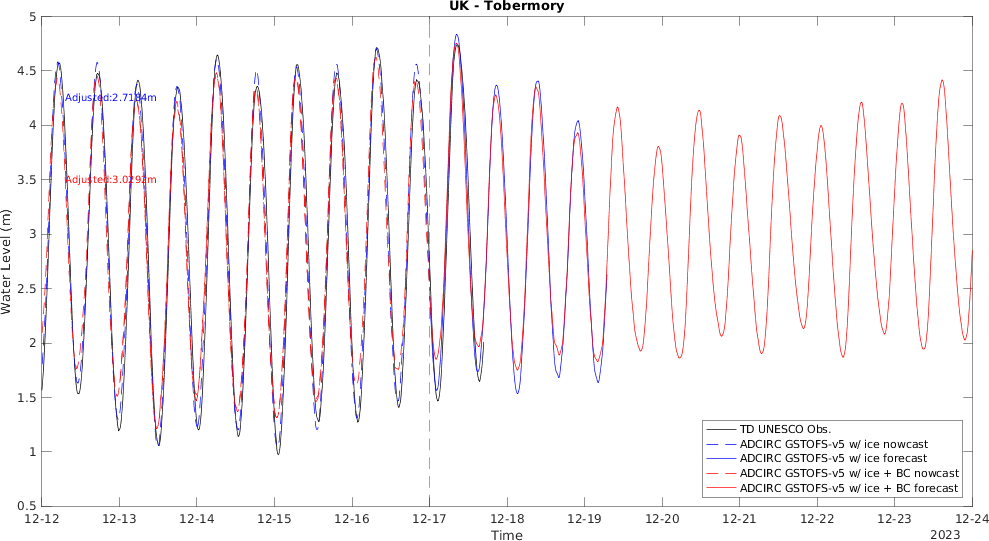 UK - Tobermory
5
4.5
4
3.5
3
2.5
2
1.5
1
0.5
Water Level (m)
Adjusted:2.7184m
Adjusted:3.0292m
TD UNESCO Obs.
ADCIRC GSTOFS-v5 w/ ice nowcast
ADCIRC GSTOFS-v5 w/ ice forecast
ADCIRC GSTOFS-v5 w/ ice + BC nowcast
ADCIRC GSTOFS-v5 w/ ice + BC forecast
12-12 12-13 12-14 12-15 12-16 12-17 12-18 12-19 12-20 12-21 12-22 12-23 12-24
Time
2023